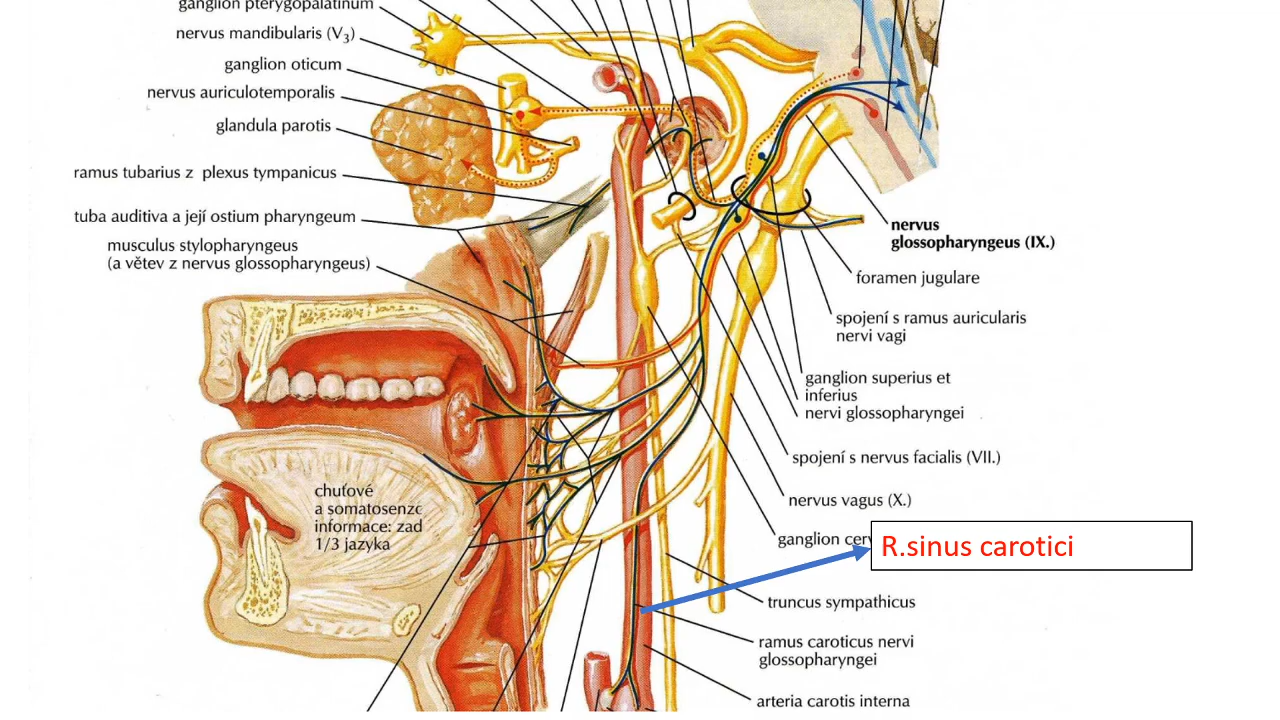 ganglion pterygopalatinum
nervus mandibularis (V₃)
ganglion oticum
nervus auriculotemporalis
glandula parotis
ramus tubarius z plexus tympanicus
tuba auditiva a její ostium pharyngeum
musculus stylopharyngeus
(a větev z nervus glossopharyngeus)
nervus
glossopharyngeus (IX.)
foramen jugulare
spojení s ramus auricularis
nervi vagi
ganglion superius et
inferius
nervi glossopharyngei
spojení s nervus facialis (VII.)
nervus vagus (X.)
chuťové
a somatosenzo
informace: zad
1/3 jazyka
ganglion cerv
R.sinus carotici
truncus sympathicus
ramus caroticus nervi
glossopharyngei
arteria carotis interna